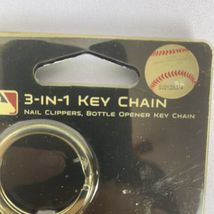 3-IN-1 KEY CHAIN
NAIL CLIPPERS, BOTTLE OPENER KEY CHAIN